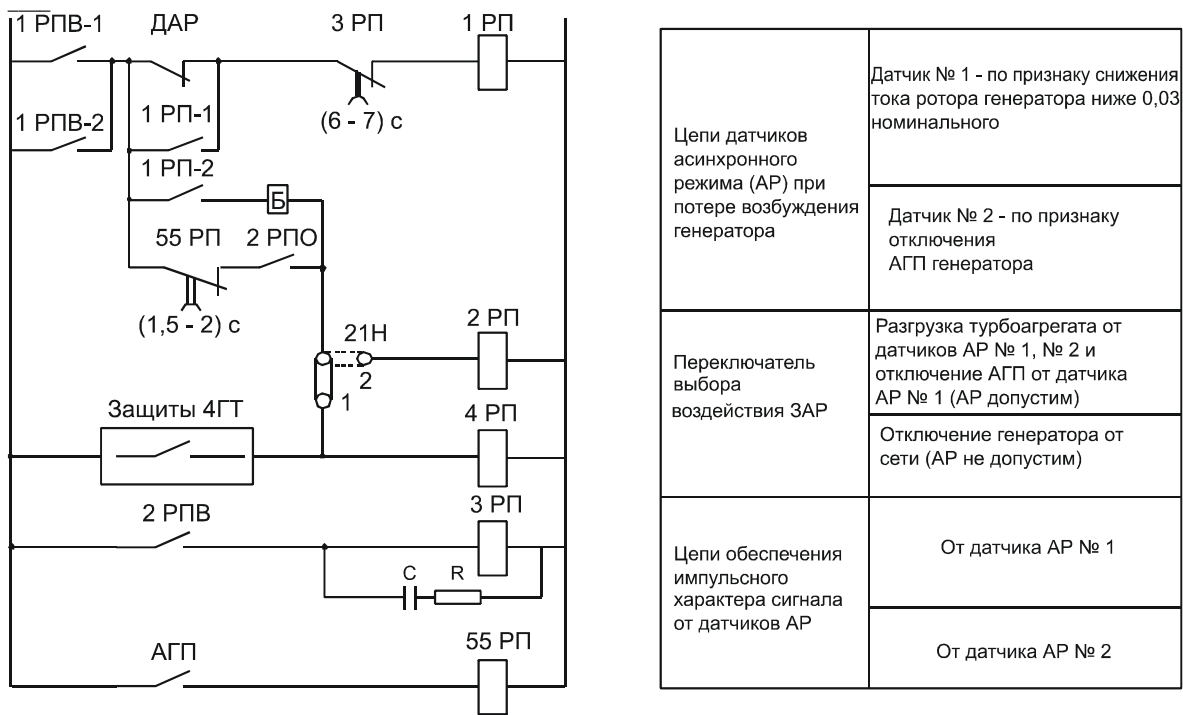 1 РПВ-1
ДАР
3 РП
1 РП
1 РПВ-2
1 РП-1
(6 - 7) с
1 РП-2
Б
55 РП
2 РПО
(1,5 - 2) с
21Н
2 РП
2
1
Защиты 4ГТ
4 РП
2 РПВ
3 РП
C
R
АГП
55 РП
Цепи датчиков
асинхронного
режима (АР) при
потере возбуждения
генератора
Датчик № 1 - по признаку снижения
тока ротора генератора ниже 0,03
номинального
Датчик № 2 - по признаку
отключения
АГП генератора
Переключатель
выбора
воздействия ЗАР
Разгрузка турбоагрегата от
датчиков АР № 1, № 2 и
отключение АГП от датчика
АР № 1 (АР допустим)
Отключение генератора от
сети (АР не допустим)
Цепи обеспечения
импульсного
характера сигнала
от датчиков АР
От датчика АР № 1
От датчика АР № 2